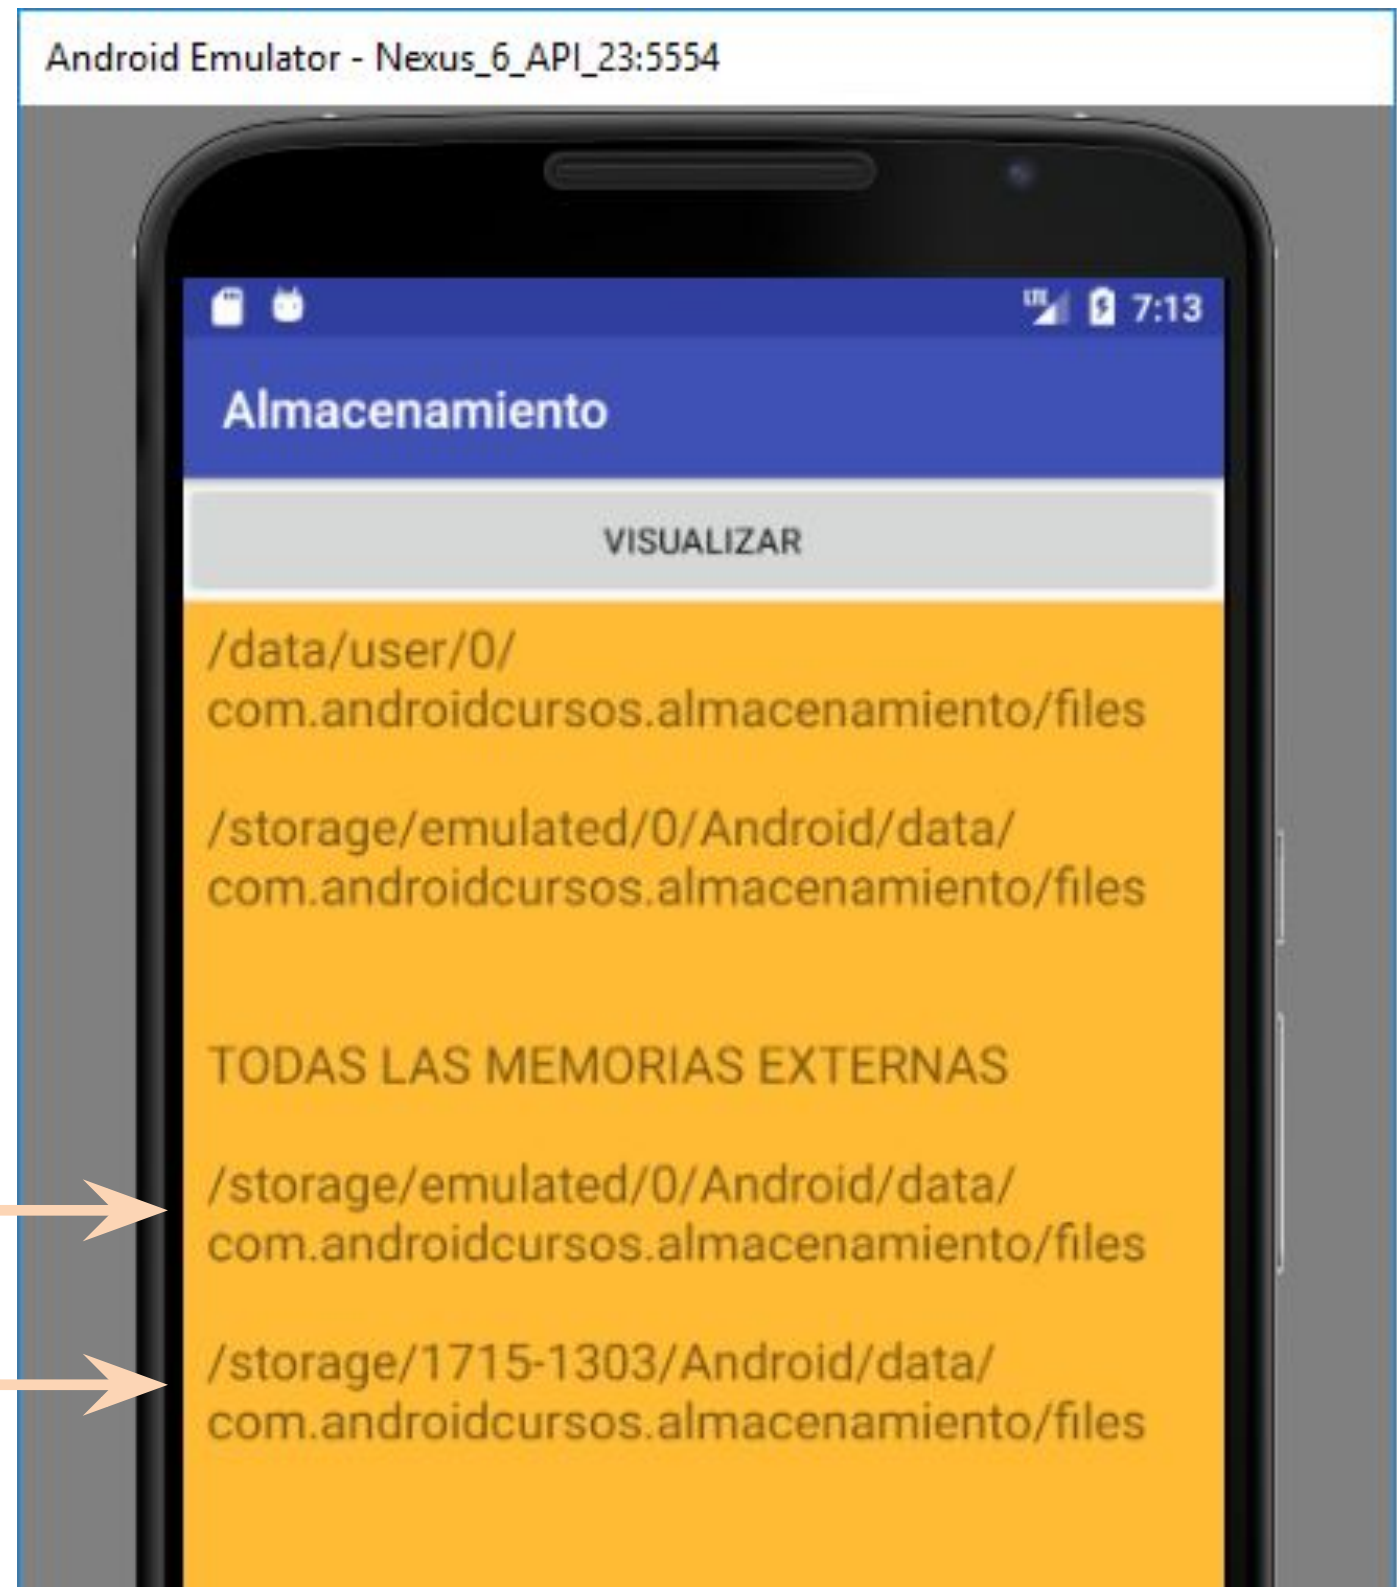 Android Emulator - Nexus_6_API_23:5554
LTE 7:13
Almacenamiento
VISUALIZAR
/data/user/0/
com.androidcursos.almacenamiento/files
/storage/emulated/0/Android/data/
com.androidcursos.almacenamiento/files
TODAS LAS MEMORIAS EXTERNAS
/storage/emulated/0/Android/data/
com.androidcursos.almacenamiento/files
/storage/1715-1303/Android/data/
com.androidcursos.almacenamiento/files